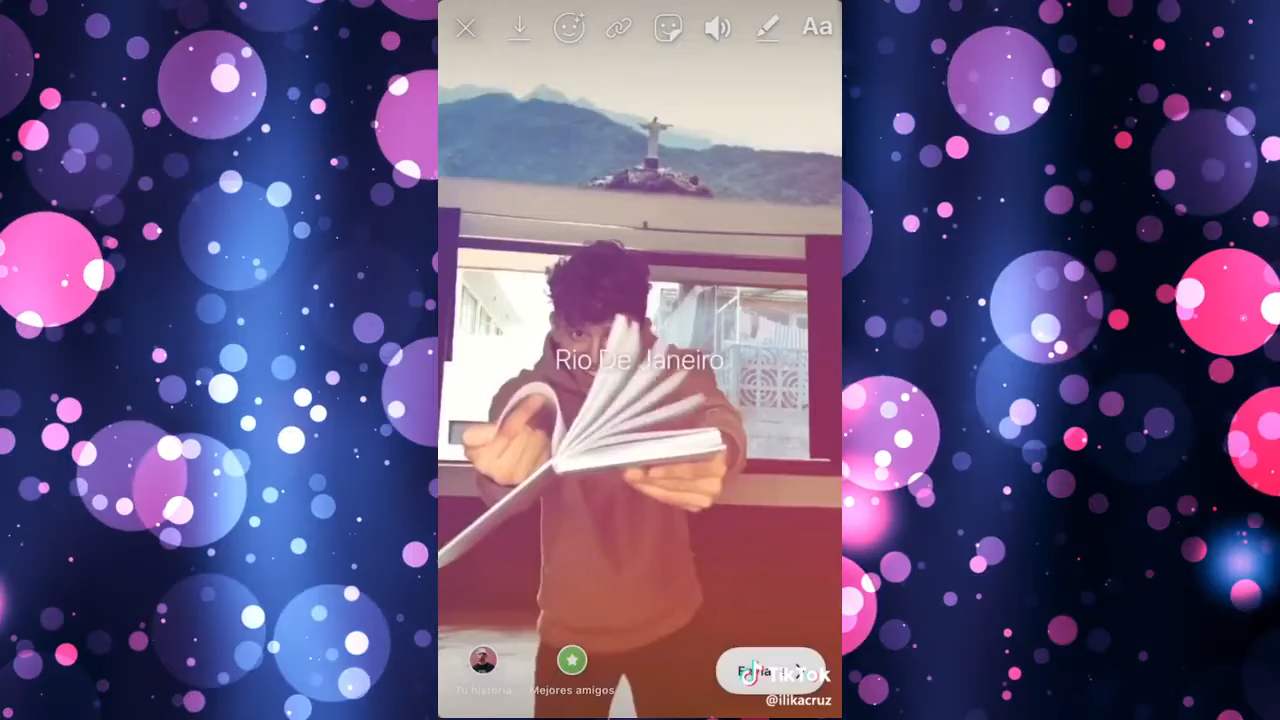 Aa
Rio De Janeiro
Tu historia
Mejores amigos
TikTok
@ilikacruz